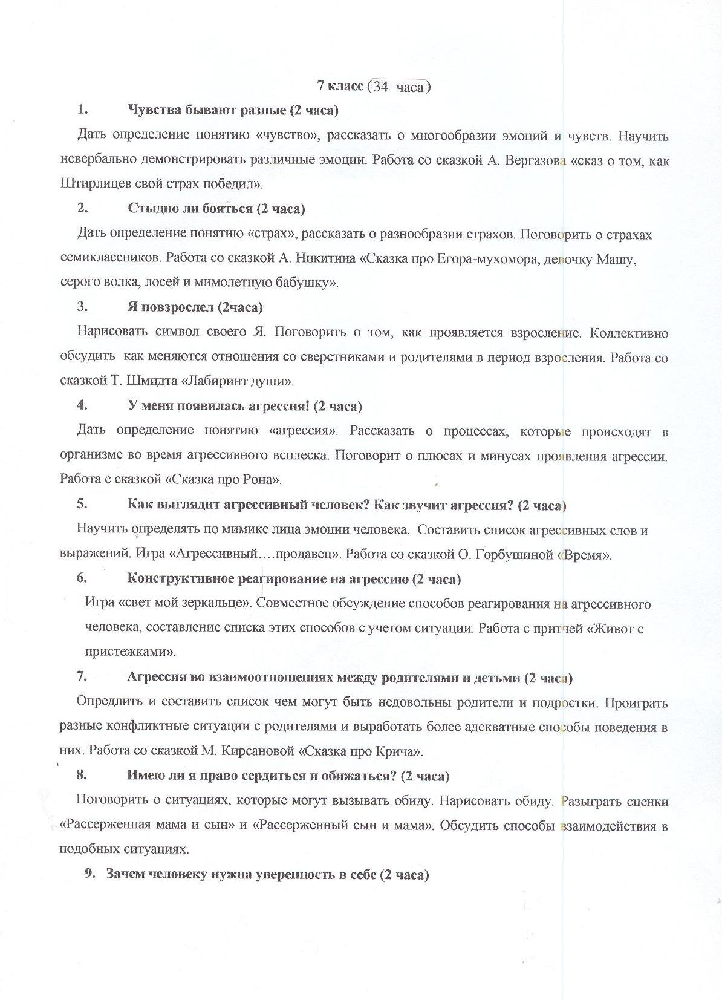 7 класс (34 часа)
1. Чувства бывают разные (2 часа)
Дать определение понятию «чувство», рассказать о многообразии эмоций и чувств. Научить
невербально демонстрировать различные эмоции. Работа со сказкой А. Вергазова «сказ о том, как
Штирлицев свой страх победил».
2. Стыдно ли бояться (2 часа)
Дать определение понятию «страх», рассказать о разнообразии страхов. Поговорить о страхах
семиклассников. Работа со сказкой А. Никитина «Сказка про Егора-мухомора, девочку Машу,
серого волка, лосей и мимолетную бабушку».
3. Я повзрослел (2часа)
Нарисовать символ своего Я. Поговорить о том, как проявляется взросление. Коллективно
обсудить как меняются отношения со сверстниками и родителями в период взросления. Работа со
сказкой Т. Шмидта «Лабиринт души».
4. У меня появилась агрессия! (2 часа)
Дать определение понятию «агрессия». Рассказать о процессах, которые происходят в
организме во время агрессивного всплеска. Поговорит о плюсах и минусах проявления агрессии.
Работа с сказкой «Сказка про Рона».
5. Как выглядит агрессивный человек? Как звучит агрессия? (2 часа)
Научить определять по мимике лица эмоции человека. Составить список агрессивных слов и
выражений. Игра «Агрессивный….продавец». Работа со сказкой О. Горбушиной «Время».
6. Конструктивное реагирование на агрессию (2 часа)
Игра «свет мой зеркальце». Совместное обсуждение способов реагирования на агрессивного
человека, составление списка этих способов с учетом ситуации. Работа с притчей «Живот с
пристежками».
7. Агрессия во взаимоотношениях между родителями и детьми (2 часа)
Опредлить и составить список чем могут быть недовольны родители и подростки. Проиграть
разные конфликтные ситуации с родителями и выработать более адекватные способы поведения в
них. Работа со сказкой М. Кирсановой «Сказка про Крича».
8. Имею ли я право сердиться и обижаться? (2 часа)
Поговорить о ситуациях, которые могут вызывать обиду. Нарисовать обиду. Разыграть сценки
«Рассерженная мама и сын» и «Рассерженный сын и мама». Обсудить способы взаимодействия в
подобных ситуациях.
9. Зачем человеку нужна уверенность в себе (2 часа)